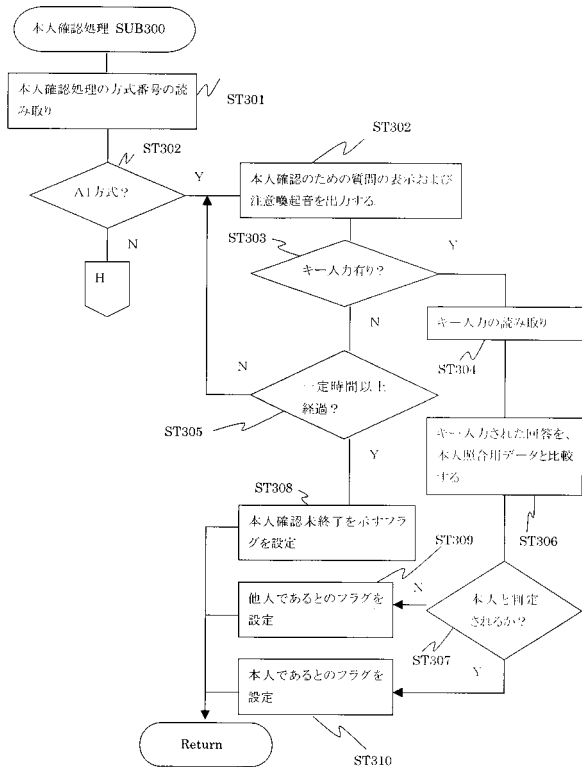 本人確認処理 SUB300
本人確認処理の方式番号の読
み取り
ST301
ST302
A1方式?
Y
N
H
ST302
本人確認のための質問の表示および
注意喚起音を出力する
ST303
キー入力有り?
Y
N
キー入力の読み取り
ST304
一定時間以上
経過?
N
ST305
Y
キー入力された回答を、
本人照合用データと比較
する
ST306
ST308
本人確認未終了を示すフラ
グを設定
ST309
他人であるとのフラグを
設定
N
本人と判定
されるか?
ST307
Y
本人であるとのフラグを
設定
ST310
Return